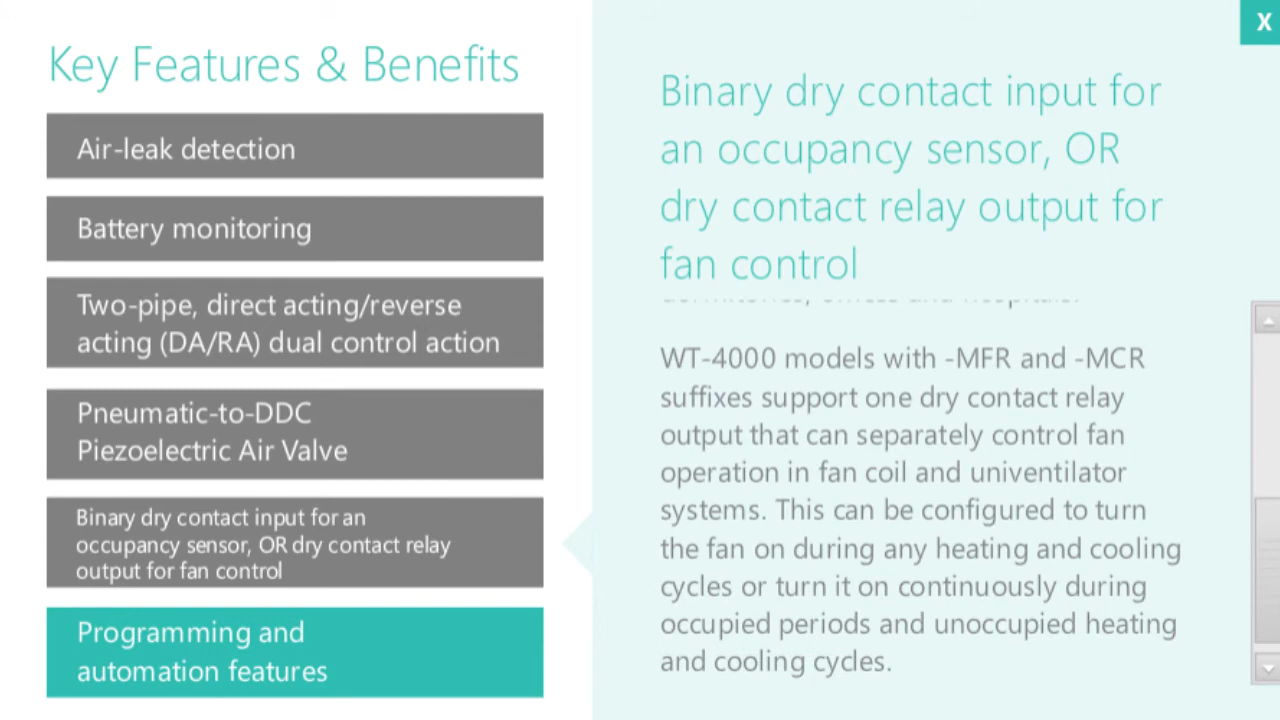 Key Features & Benefits
Air-leak detection
Battery monitoring
Two-pipe, direct acting/reverse
acting (DA/RA) dual control action
Pneumatic-to-DDC
Piezoelectric Air Valve
Binary dry contact input for an
occupancy sensor, OR dry contact relay
output for fan control
Programming and
automation features
X
Binary dry contact input for
an occupancy sensor, OR
dry contact relay output for
fan control
WT-4000 models with -MFR and -MCR
suffixes support one dry contact relay
output that can separately control fan
operation in fan coil and univentilator
systems. This can be configured to turn
the fan on during any heating and cooling
cycles or turn it on continuously during
occupied periods and unoccupied heating
and cooling cycles.